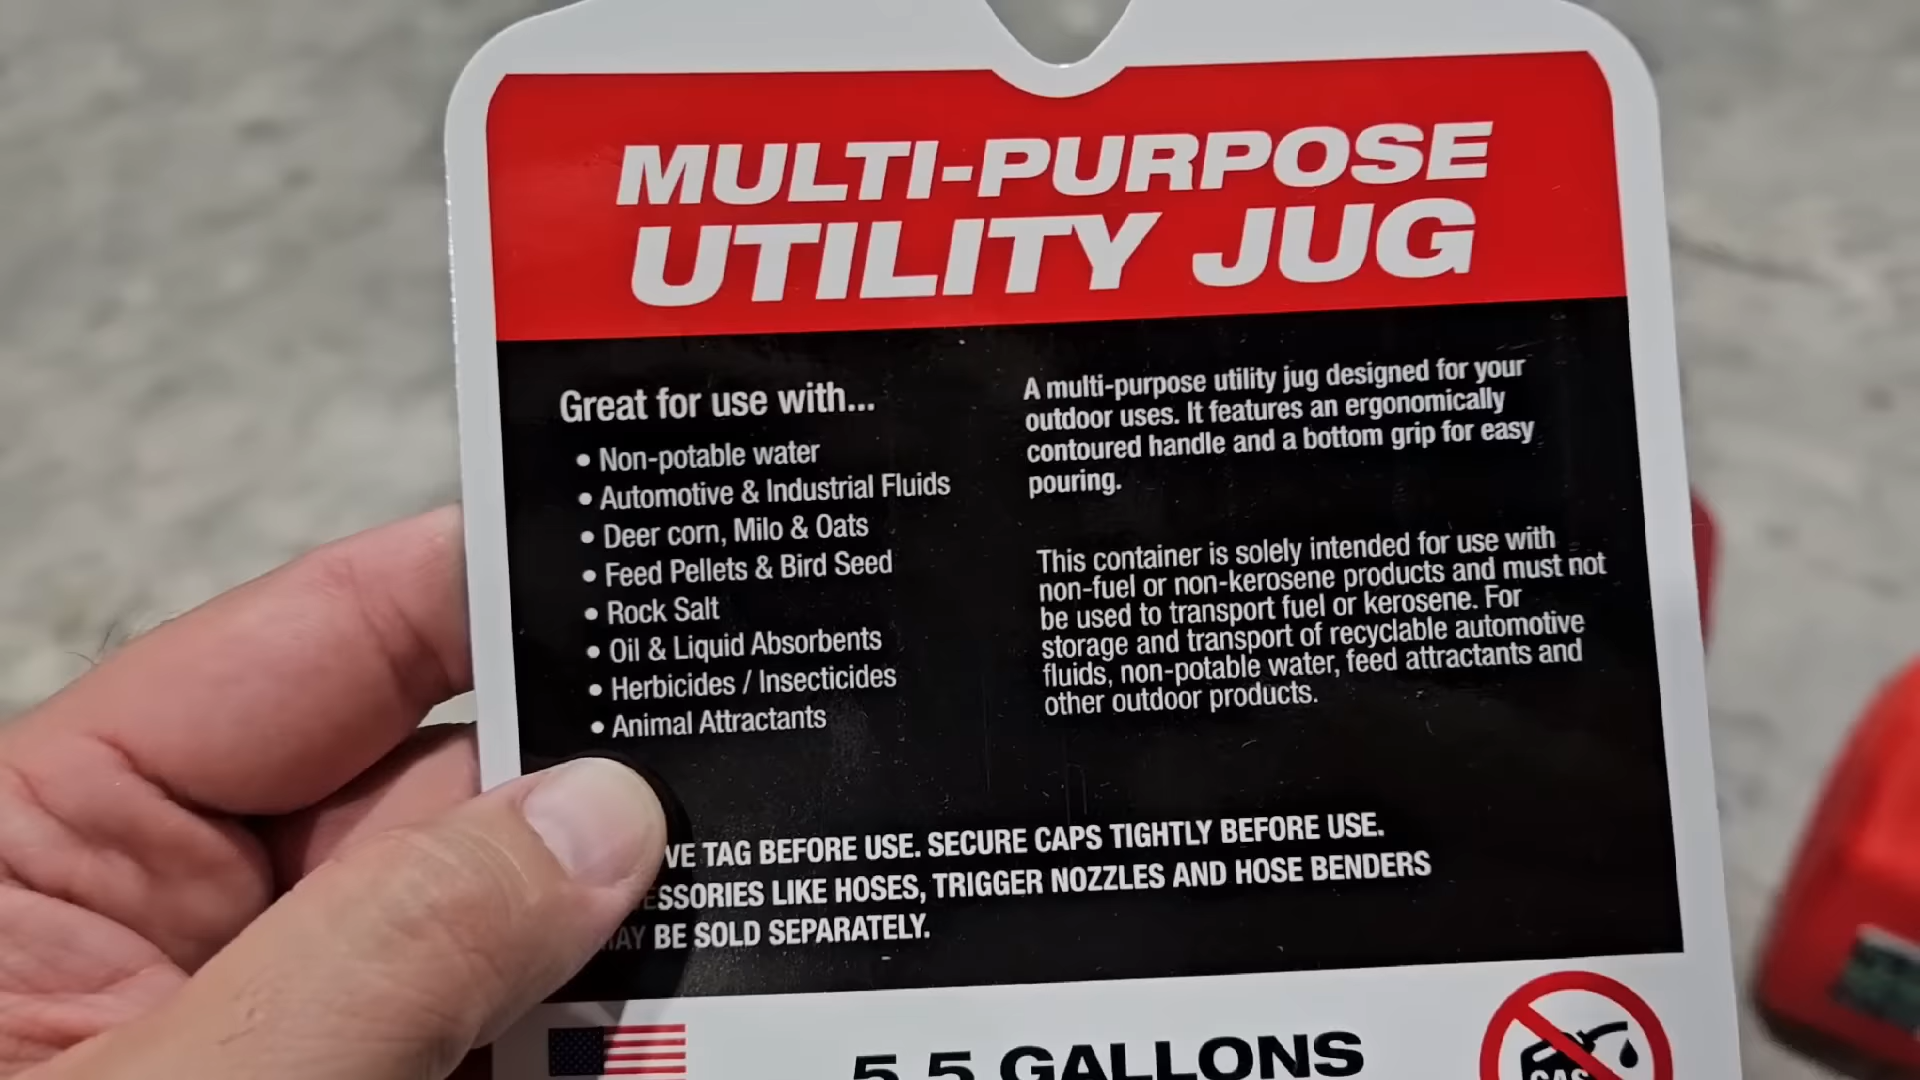 MULTI-PURPOSE
UTILITY JUG
Great for use with...
• Non-potable water
• Automotive & Industrial Fluids
• Deer corn, Milo & Oats
• Feed Pellets & Bird Seed
• Rock Salt
• Oil & Liquid Absorbents
• Herbicides / Insecticides
• Animal Attractants
A multi-purpose utility jug designed for your
outdoor uses. It features an ergonomically
contoured handle and a bottom grip for easy
pouring.
This container is solely intended for use with
non-fuel or non-kerosene products and must not
be used to transport fuel or kerosene. For
storage and transport of recyclable automotive
fluids, non-potable water, feed attractants and
other outdoor products.
VE TAG BEFORE USE. SECURE CAPS TIGHTLY BEFORE USE.
ESSORIES LIKE HOSES, TRIGGER NOZZLES AND HOSE BENDERS
MAY BE SOLD SEPARATELY.
5.5 GALLONS
GAS